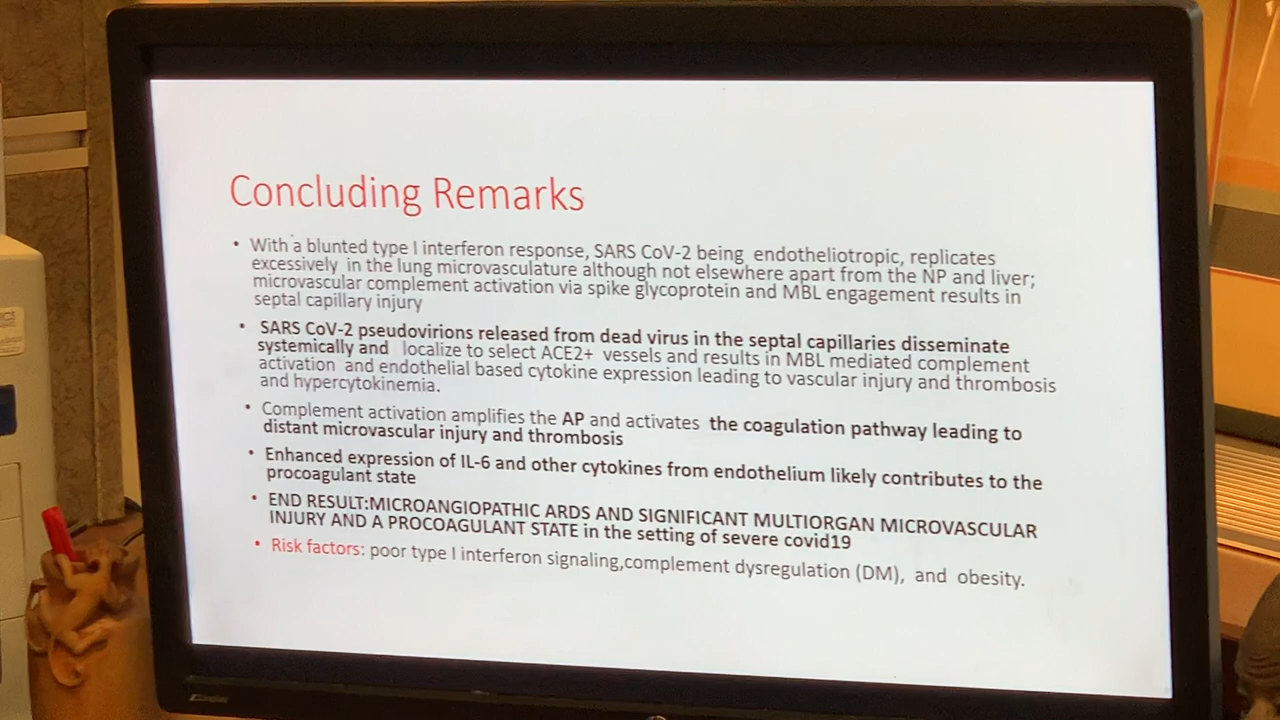 Concluding Remarks
• With a blunted type I interferon response, SARS CoV-2 being endotheliotropic, replicates
excessively in the lung microvasculature although not elsewhere apart from the NP and liver;
microvascular complement activation via spike glycoprotein and MBL engagement results in
septal capillary injury
• SARS CoV-2 pseudovirions released from dead virus in the septal capillaries disseminate
systemically and localize to select ACE2+ vessels and results in MBL mediated complement
activation and endothelial based cytokine expression leading to vascular injury and thrombosis
and hypercytokinemia.
• Complement activation amplifies the AP and activates the coagulation pathway leading to
distant microvascular injury and thrombosis
• Enhanced expression of IL-6 and other cytokines from endothelium likely contributes to the
procoagulant state
• END RESULT:MICROANGIOPATHIC ARDS AND SIGNIFICANT MULTIORGAN MICROVASCULAR
INJURY AND A PROCOAGULANT STATE in the setting of severe covid19
• Risk factors: poor type I interferon signaling,complement dysregulation (DM), and obesity.